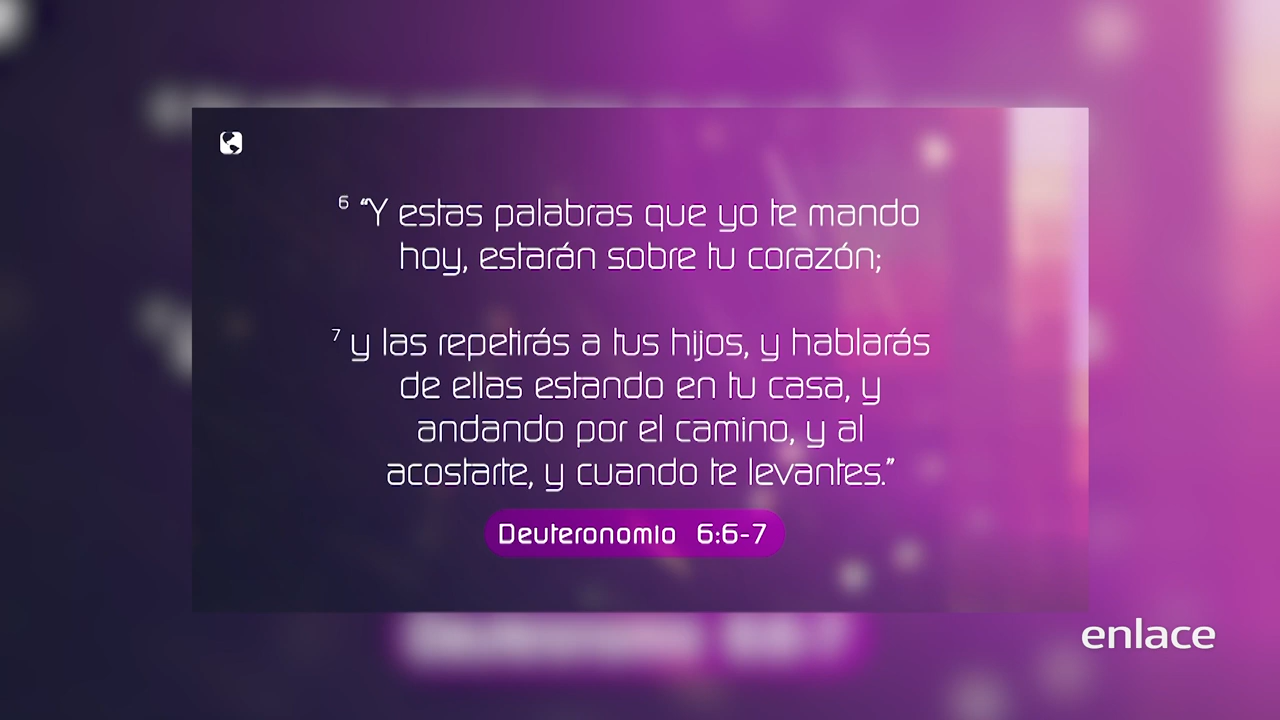 ⁶ “Y estas palabras que yo te mando
hoy, estarán sobre tu corazón;
⁷ y las repetirás a tus hijos, y hablarás
de ellas estando en tu casa, y
andando por el camino, y al
acostarte, y cuando te levantes.”
Deuteronomio 6:6-7
enlace